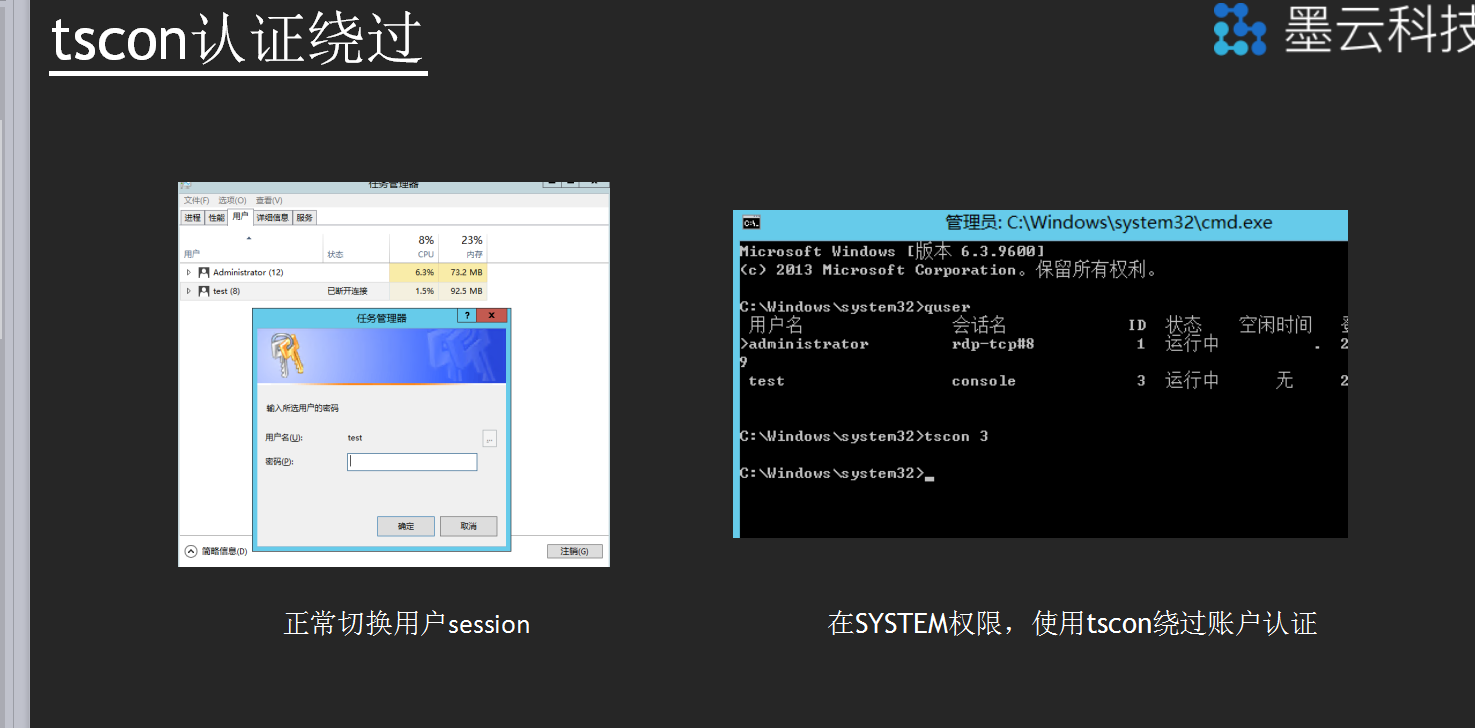 tscon认证绕过
墨云科技
任务管理器
文件(F) 选项(O) 查看(V)
进程 性能 用户 详细信息 服务
8% 23%
用户 状态 CPU 内存
Administrator (12) 6.3% 73.2 MB
test (8) 已断开连接 1.5% 92.5 MB
任务管理器
输入所选用户的密码
用户名(U): test
密码(P):
确定 取消
简略信息(D) 注销(G)
管理员: C:\Windows\system32\cmd.exe
Microsoft Windows [版本 6.3.9600]
(c) 2013 Microsoft Corporation。保留所有权利。
C:\Windows\system32>quser
用户名 会话名 ID 状态 空闲时间
>administrator rdp-tcp#8 1 运行中 . 2
9
test console 3 运行中 无 2
C:\Windows\system32>tscon 3
C:\Windows\system32>
正常切换用户session
在SYSTEM权限，使用tscon绕过账户认证